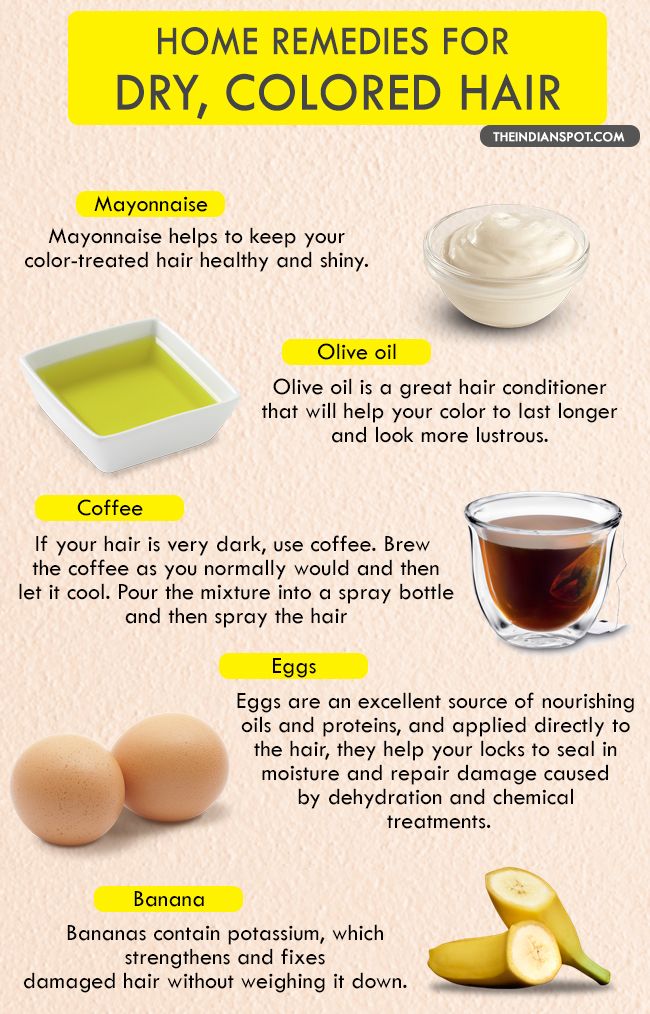 HOME REMEDIES FOR
DRY, COLORED HAIR
THEINDIANSPOT.COM
Mayonnaise
Mayonnaise helps to keep your
color-treated hair healthy and shiny.
Olive oil
Olive oil is a great hair conditioner
that will help your color to last longer
and look more lustrous.
Coffee
If your hair is very dark, use coffee. Brew
the coffee as you normally would and then
let it cool. Pour the mixture into a spray bottle
and then spray the hair
Eggs
Eggs are an excellent source of nourishing
oils and proteins, and applied directly to
the hair, they help your locks to seal in
moisture and repair damage caused
by dehydration and chemical
treatments.
Banana
Bananas contain potassium, which
strengthens and fixes
damaged hair without weighing it down.